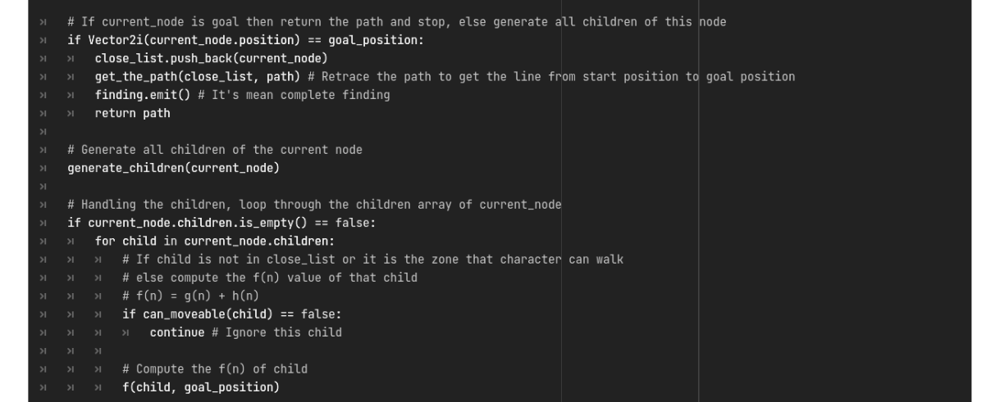 # If current_node is goal then return the path and stop, else generate all children of this node
if Vector2i(current_node.position) == goal_position:
close_list.push_back(current_node)
get_the_path(close_list, path) # Retrace the path to get the line from start position to goal position
finding.emit() # It's mean complete finding
return path
# Generate all children of the current node
generate_children(current_node)
# Handling the children, loop through the children array of current_node
if current_node.children.is_empty() == false:
for child in current_node.children:
# If child is not in close_list or it is the zone that character can walk
# else compute the f(n) value of that child
# f(n) = g(n) + h(n)
if can_moveable(child) == false:
continue # Ignore this child
# Compute the f(n) of child
f(child, goal_position)